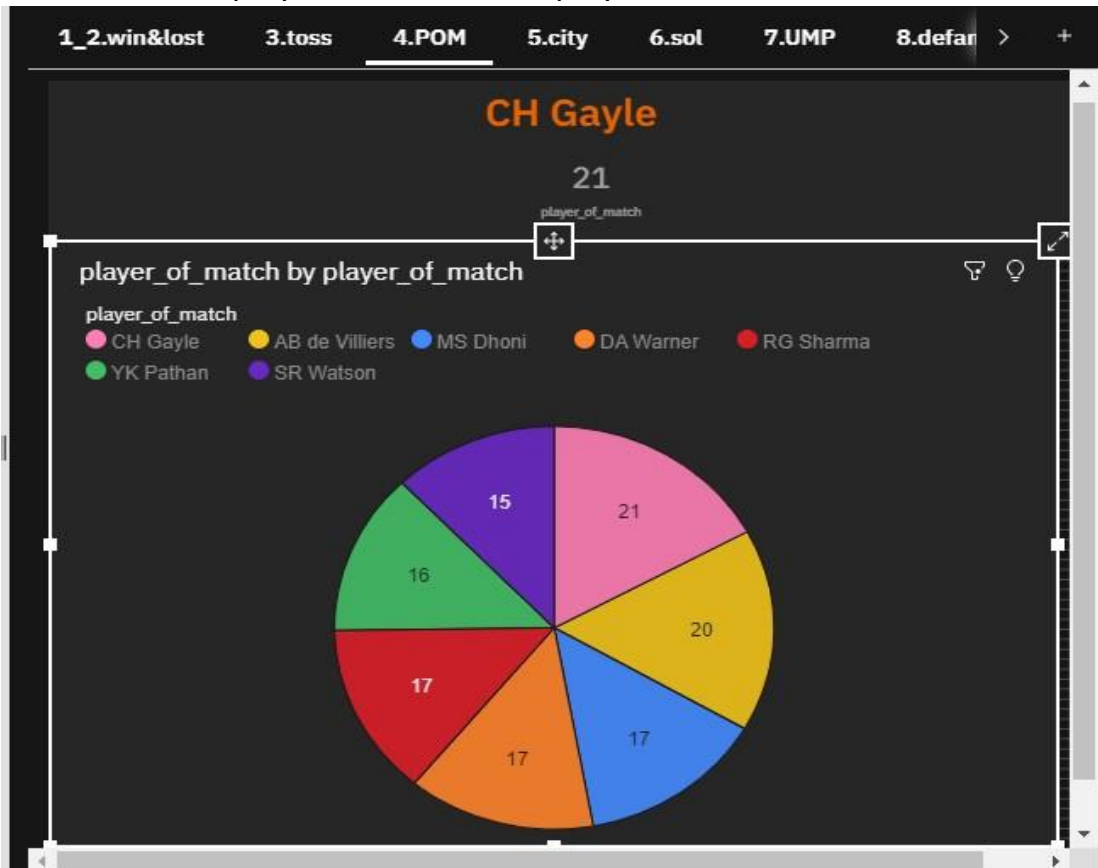 1_2.win&lost 3.toss 4.POM 5.city 6.sol 7.UMP 8.defar > +
CH Gayle
21
player_of_match
player_of_match by player_of_match
player_of_match
CH Gayle AB de Villiers MS Dhoni DA Warner RG Sharma
YK Pathan SR Watson
15
21
16
20
17
17
17